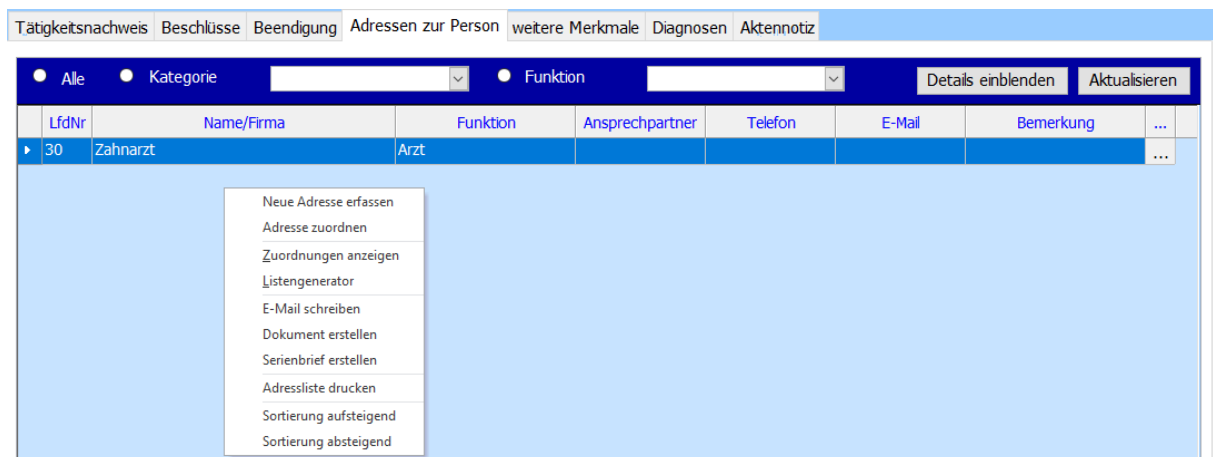 Tätigkeitsnachweis Beschlüsse Beendigung Adressen zur Person weitere Merkmale Diagnosen Aktennotiz
Alle Kategorie Funktion Details einblenden Aktualisieren
LfdNr Name/Firma Funktion Ansprechpartner Telefon E-Mail Bemerkung ...
30 Zahnarzt Arzt ...
Neue Adresse erfassen
Adresse zuordnen
Zuordnungen anzeigen
Listengenerator
E-Mail schreiben
Dokument erstellen
Serienbrief erstellen
Adressliste drucken
Sortierung aufsteigend
Sortierung absteigend